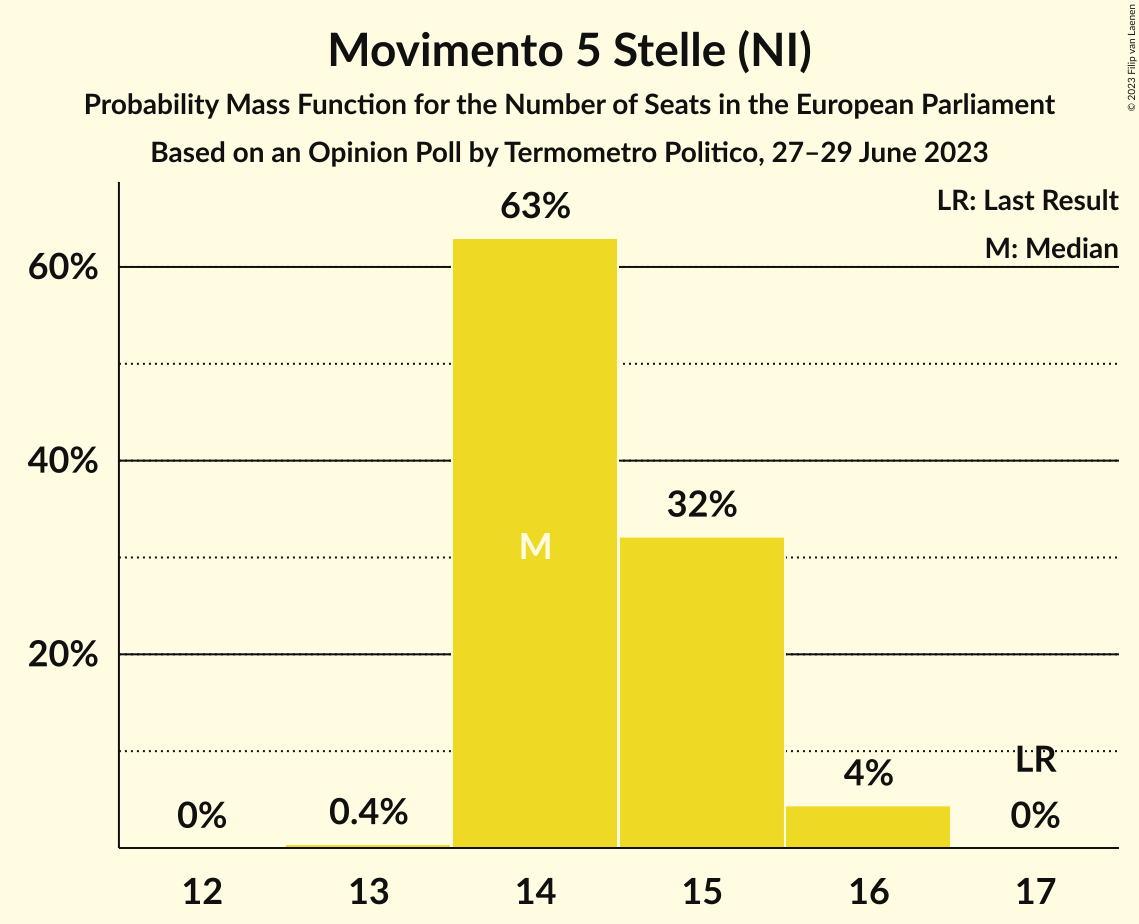 Movimento 5 Stelle (NI)
Probability Mass Function for the Number of Seats in the European Parliament
Based on an Opinion Poll by Termometro Politico, 27–29 June 2023
© 2023 Filip van Laenen
LR: Last Result
M: Median
63%
60%
40%
32%
M
20%
LR
4%
0.4%
0%
0%
12
13
14
15
16
17